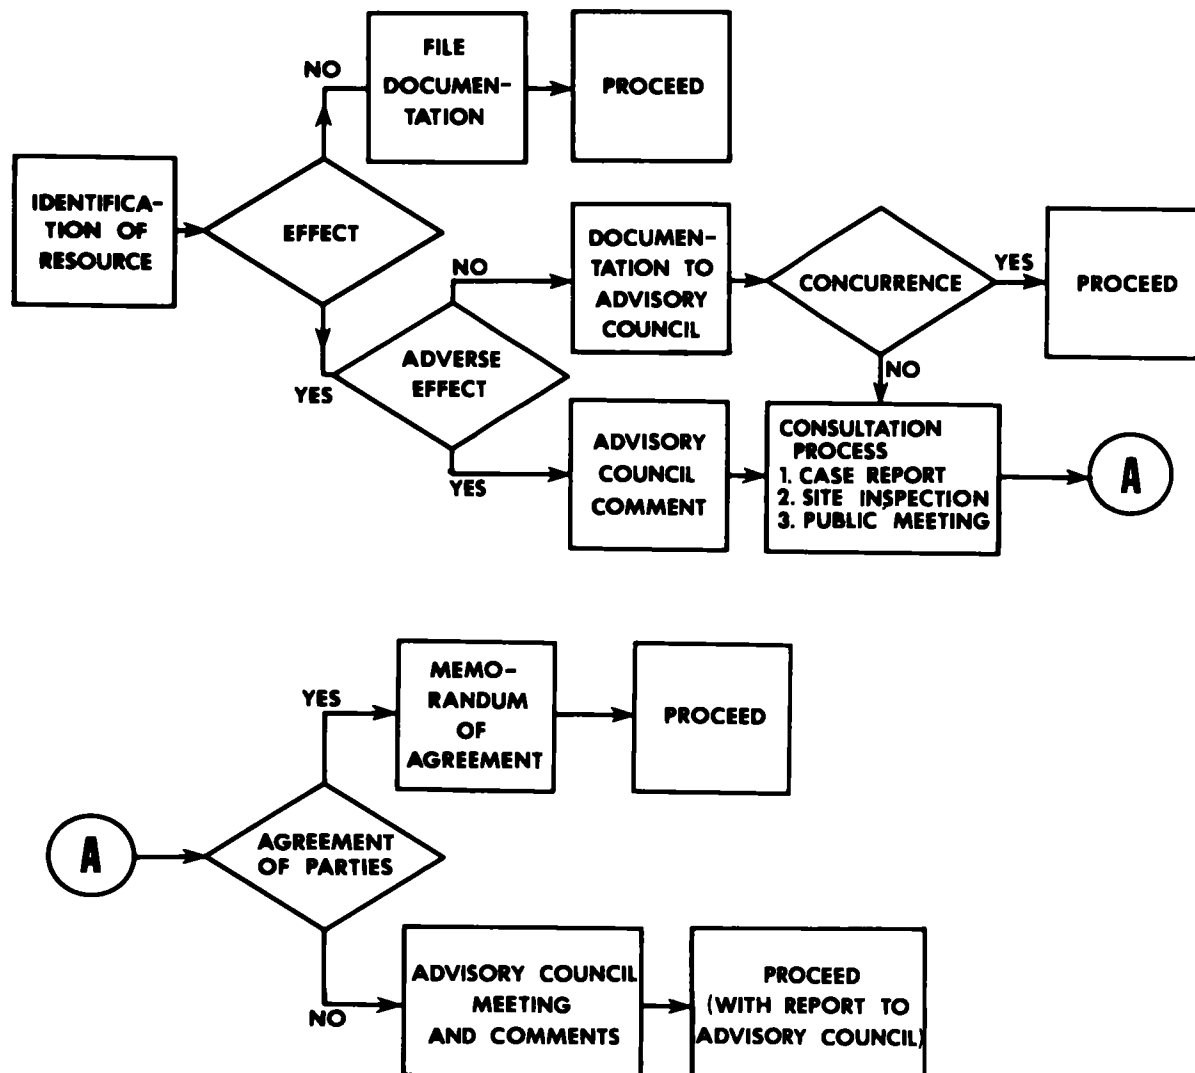 FILE
DOCUMEN-
TATION
NO
PROCEED
IDENTIFICA-
TION OF
RESOURCE
EFFECT
NO
DOCUMEN-
TATION TO
ADVISORY
COUNCIL
CONCURRENCE
YES
PROCEED
YES
ADVERSE
EFFECT
NO
YES
ADVISORY
COUNCIL
COMMENT
CONSULTATION
PROCESS
1. CASE REPORT
2. SITE INSPECTION
3. PUBLIC MEETING
A
YES
MEMO-
RANDUM
OF
AGREEMENT
PROCEED
A
AGREEMENT
OF PARTIES
NO
ADVISORY COUNCIL
MEETING
AND COMMENTS
PROCEED
(WITH REPORT TO
ADVISORY COUNCIL)